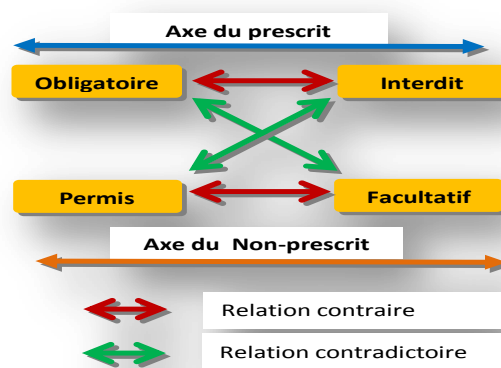 Axe du prescrit
Obligatoire
Interdit
Permis
Facultatif
Axe du Non-prescrit
Relation contraire
Relation contradictoire